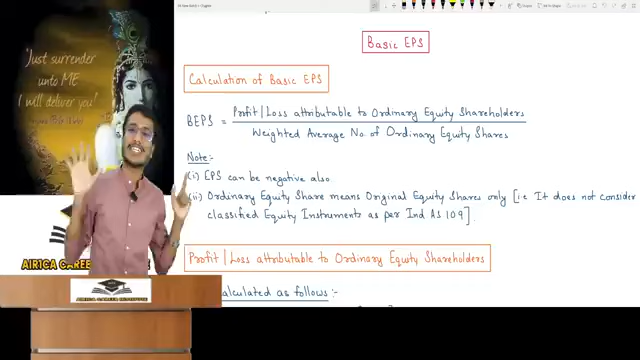 Basic EPS
"Just surrender
unto ME
I will deliver you"
Calculation of Basic EPS
BEPS = Profit/Loss attributable to Ordinary Equity Shareholders
Weighted Average No. of Ordinary Equity Shares
Note:
(i) EPS can be negative also
(ii) Ordinary Equity Share means Original Equity Shares only [i.e It does not consider
classified Equity Instruments as per Ind AS 109].
Profit/Loss attributable to Ordinary Equity Shareholders
AIRICA CAREE
calculated as follows :-
AIRICA CAREER INSTITUTE